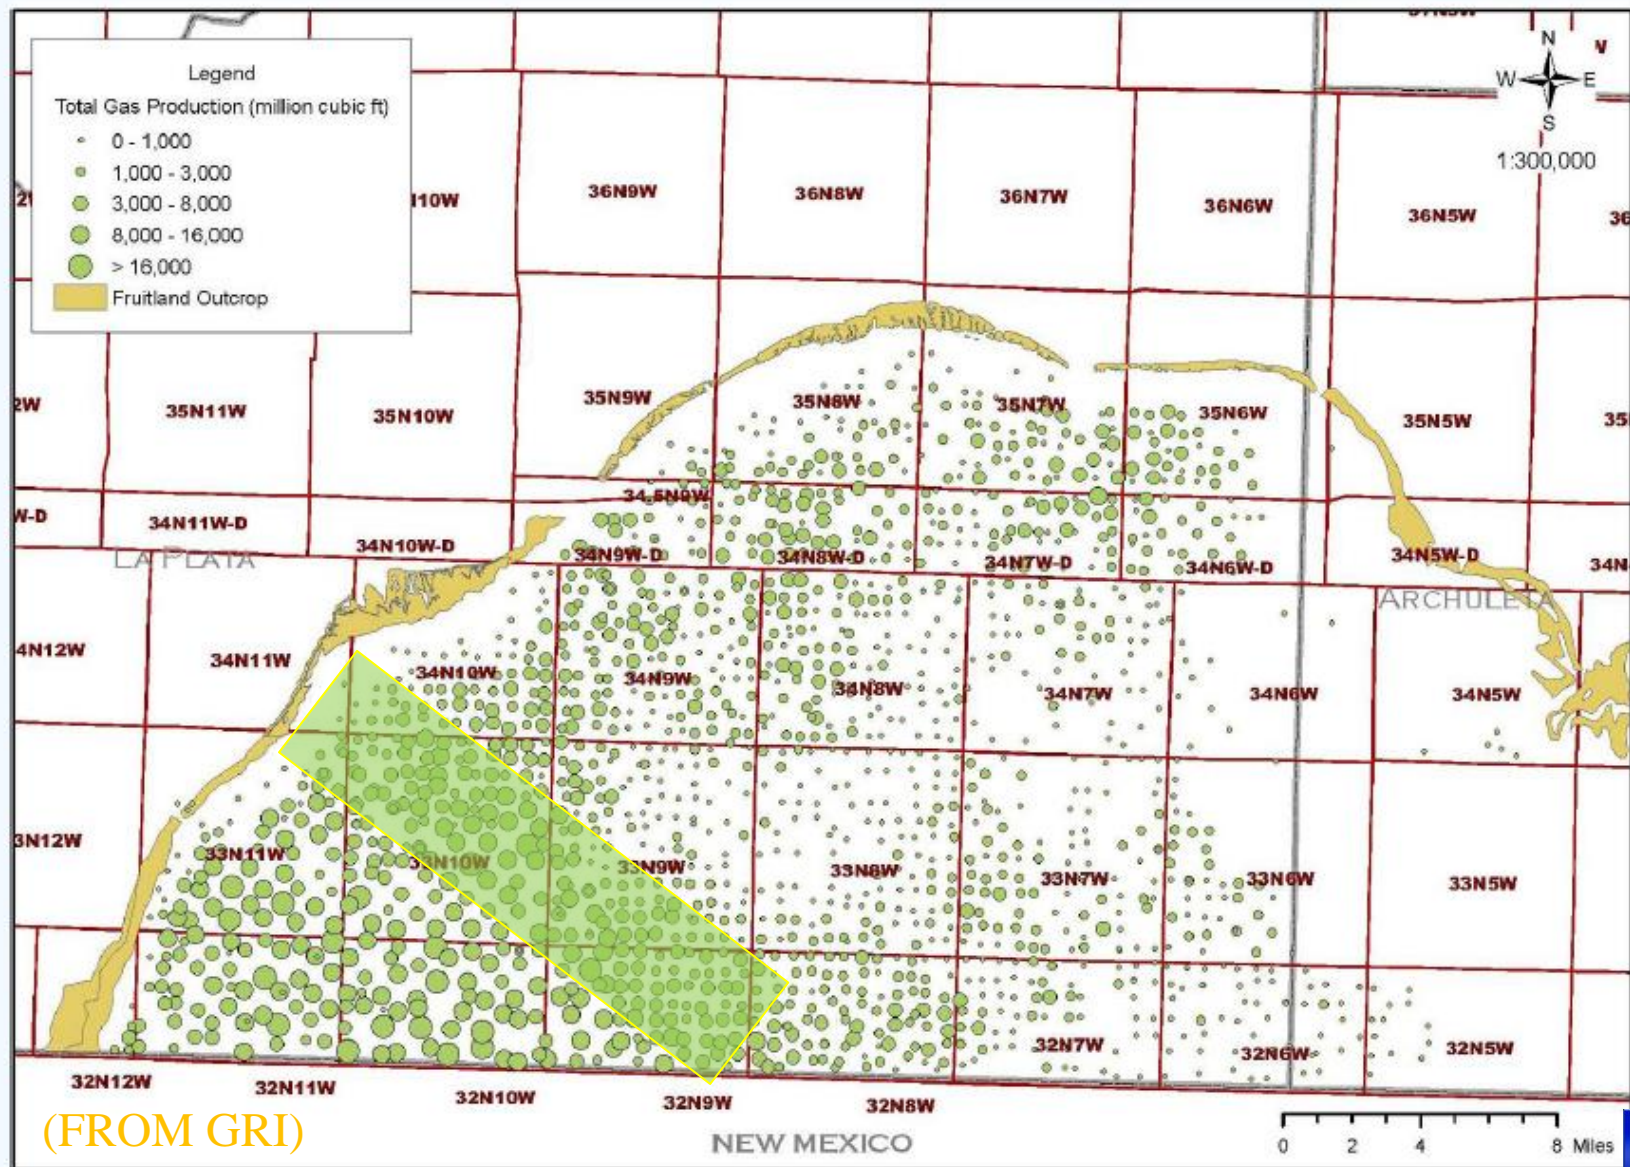 Legend
Total Gas Production (million cubic ft)
0 - 1,000
1,000 - 3,000
3,000 - 8,000
8,000 - 16,000
> 16,000
Fruitland Outcrop
N
W E
S
1:300,000
36N9W 36N8W 36N7W 36N6W 36N5W
35N11W 35N10W 35N9W 35N8W 35N7W 35N6W 35N5W
34.5N9W
34N11W-D 34N10W-D 34N9W-D 34N8W-D 34N7W-D 34N6W-D 34N5W-D
LA PLATA
ARCHULETA
4N12W 34N11W 34N10W 34N9W 34N8W 34N7W 34N6W 34N5W
3N12W 33N11W 33N10W 33N9W 33N8W 33N7W 33N6W 33N5W
32N7W 32N6W 32N5W
32N12W 32N11W 32N10W 32N9W 32N8W
(FROM GRI)
NEW MEXICO
0 2 4 8 Miles